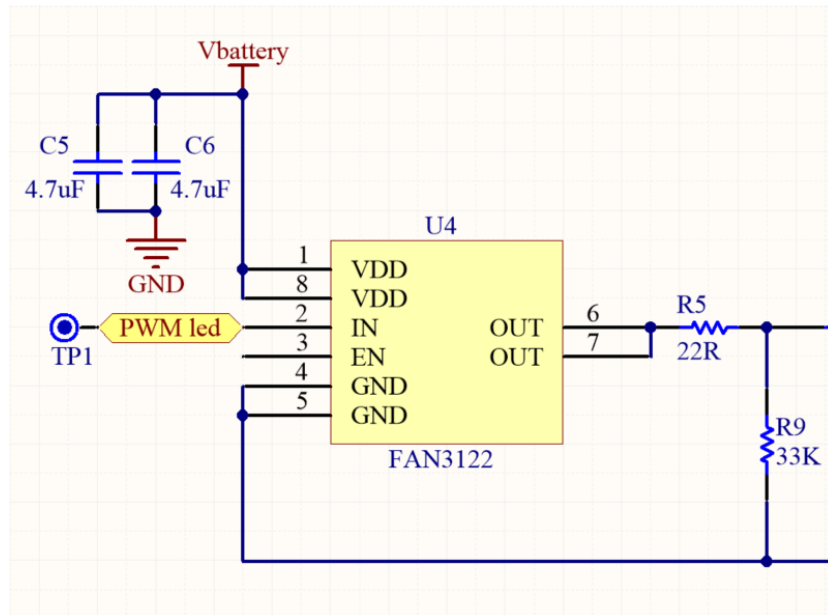 Vbattery
C5
C6
4.7uF
4.7uF
GND
U4
1
VDD
8
VDD
TP1
PWM led
2
IN
OUT
6
3
EN
OUT
7
4
GND
5
GND
R5
22R
R9
33K
FAN3122